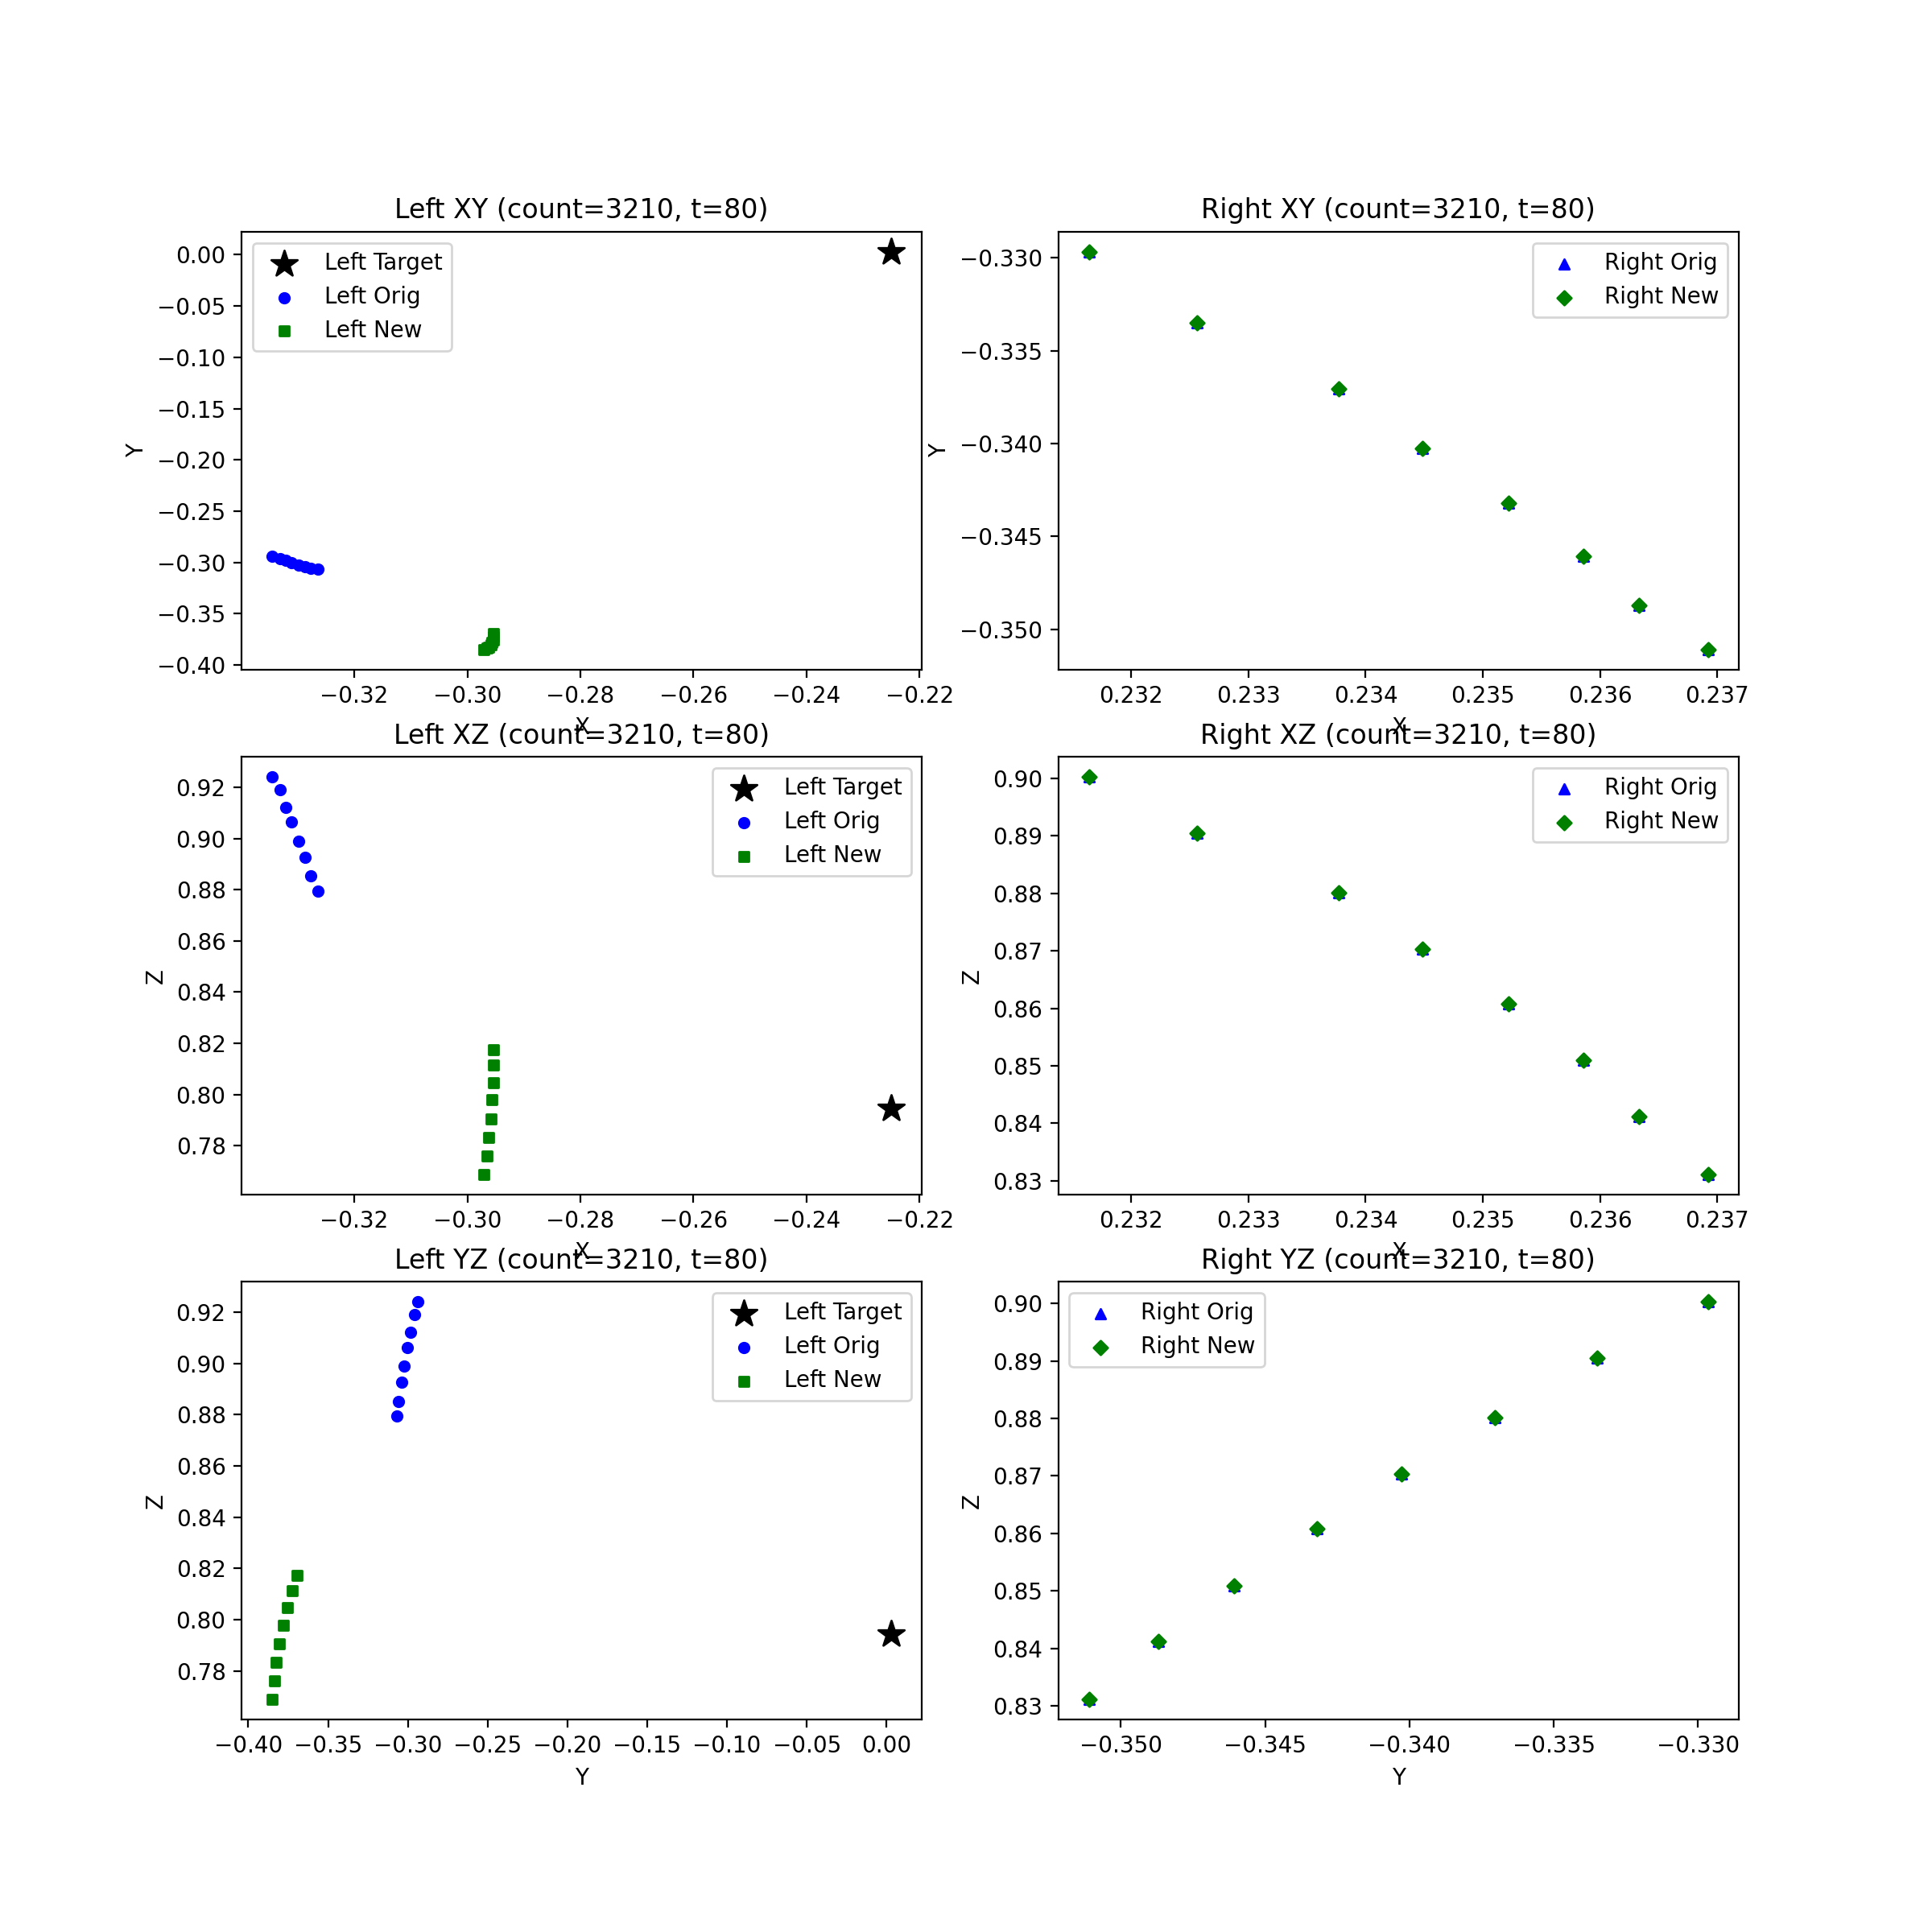 Left XY (count=3210, t=80)
Left Target
Left Orig
Left New
0.00
−0.05
−0.10
−0.15
−0.20
−0.25
−0.30
−0.35
−0.40
Y
−0.32
−0.30
−0.28
−0.26
−0.24
−0.22
X
Right XY (count=3210, t=80)
Right Orig
Right New
−0.330
−0.335
−0.340
−0.345
−0.350
Y
0.232
0.233
0.234
0.235
0.236
0.237
X
Left XZ (count=3210, t=80)
Left Target
Left Orig
Left New
0.92
0.90
0.88
0.86
0.84
0.82
0.80
0.78
Z
−0.32
−0.30
−0.28
−0.26
−0.24
−0.22
X
Right XZ (count=3210, t=80)
Right Orig
Right New
0.90
0.89
0.88
0.87
0.86
0.85
0.84
0.83
Z
0.232
0.233
0.234
0.235
0.236
0.237
X
Left YZ (count=3210, t=80)
Left Target
Left Orig
Left New
0.92
0.90
0.88
0.86
0.84
0.82
0.80
0.78
Z
−0.40
−0.35
−0.30
−0.25
−0.20
−0.15
−0.10
−0.05
0.00
Y
Right YZ (count=3210, t=80)
Right Orig
Right New
0.90
0.89
0.88
0.87
0.86
0.85
0.84
0.83
Z
−0.350
−0.345
−0.340
−0.335
−0.330
Y